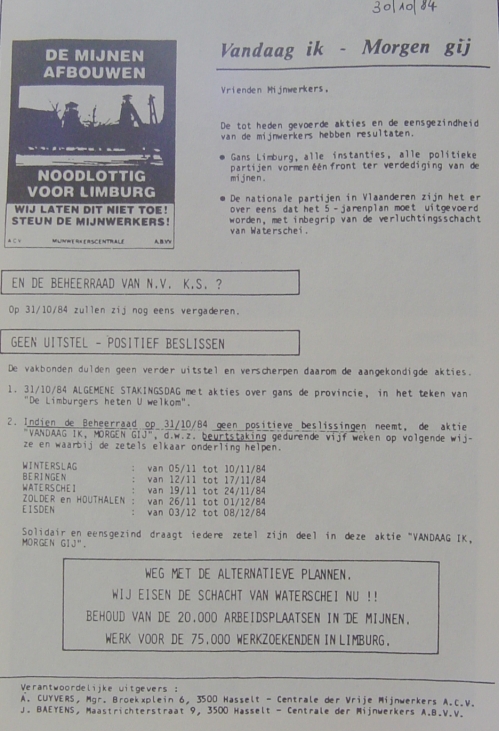 30/10/84
DE MIJNEN
AFBOUWEN
NOODLOTTIG
VOOR LIMBURG
WIJ LATEN DIT NIET TOE!
STEUN DE MIJNWERKERS!
A.C.V. MIJNWERKERSCENTRALE A.B.V.V.
Vandaag ik - Morgen gij
Vrienden Mijnwerkers.
De tot heden gevoerde akties en de eensgezindheid
van de mijnwerkers hebben resultaten.
● Gans Limburg, alle instanties, alle politieke
partijen vormen één front ter verdediging van de
mijnen.
● De nationale partijen in Vlaanderen zijn het er
over eens dat het 5-jarenplan moet uitgevoerd
worden, met inbegrip van de verluchtingsschacht
van Waterschei.
EN DE BEHEERRAAD VAN N.V. K.S. ?
Op 31/10/84 zullen zij nog eens vergaderen.
GEEN UITSTEL - POSITIEF BESLISSEN
De vakbonden dulden geen verder uitstel en verscherpen daarom de aangekondigde akties.
1. 31/10/84 ALGEMENE STAKINGSDAG met akties over gans de provincie, in het teken van
"De Limburgers heten U welkom".
2. Indien de Beheerraad op 31/10/84 geen positieve beslissingen neemt, de aktie
"VANDAAG IK, MORGEN GIJ", d.w.z. beurtstaking gedurende vijf weken op volgende wij-
ze en waarbij de zetels elkaar onderling helpen.
WINTERSLAG : van 05/11 tot 10/11/84
BERINGEN : van 12/11 tot 17/11/84
WATERSCHEI : van 19/11 tot 24/11/84
ZOLDER en HOUTHALEN : van 26/11 tot 01/12/84
EISDEN : van 03/12 tot 08/12/84
Solidair en eensgezind draagt iedere zetel zijn deel in deze aktie "VANDAAG IK,
MORGEN GIJ".
WEG MET DE ALTERNATIEVE PLANNEN.
WIJ EISEN DE SCHACHT VAN WATERSCHEI NU !!
BEHOUD VAN DE 20.000 ARBEIDSPLAATSEN IN DE MIJNEN.
WERK VOOR DE 75.000 WERKZOEKENDEN IN LIMBURG.
Verantwoordelijke uitgevers :
A. CUYVERS, Mgr. Broekxplein 6, 3500 Hasselt - Centrale der Vrije Mijnwerkers A.C.V.
J. BAEYENS, Maastrichterstraat 9, 3500 Hasselt - Centrale der Mijnwerkers A.B.V.V.